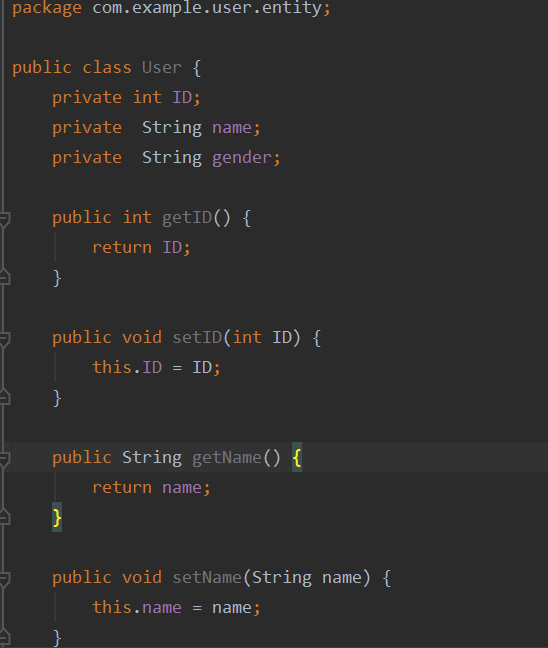 package com.example.user.entity;
public class User {
private int ID;
private  String name;
private  String gender;
public int getID() {
return ID;
}
public void setID(int ID) {
this.ID = ID;
}
public String getName() {
return name;
}
public void setName(String name) {
this.name = name;
}